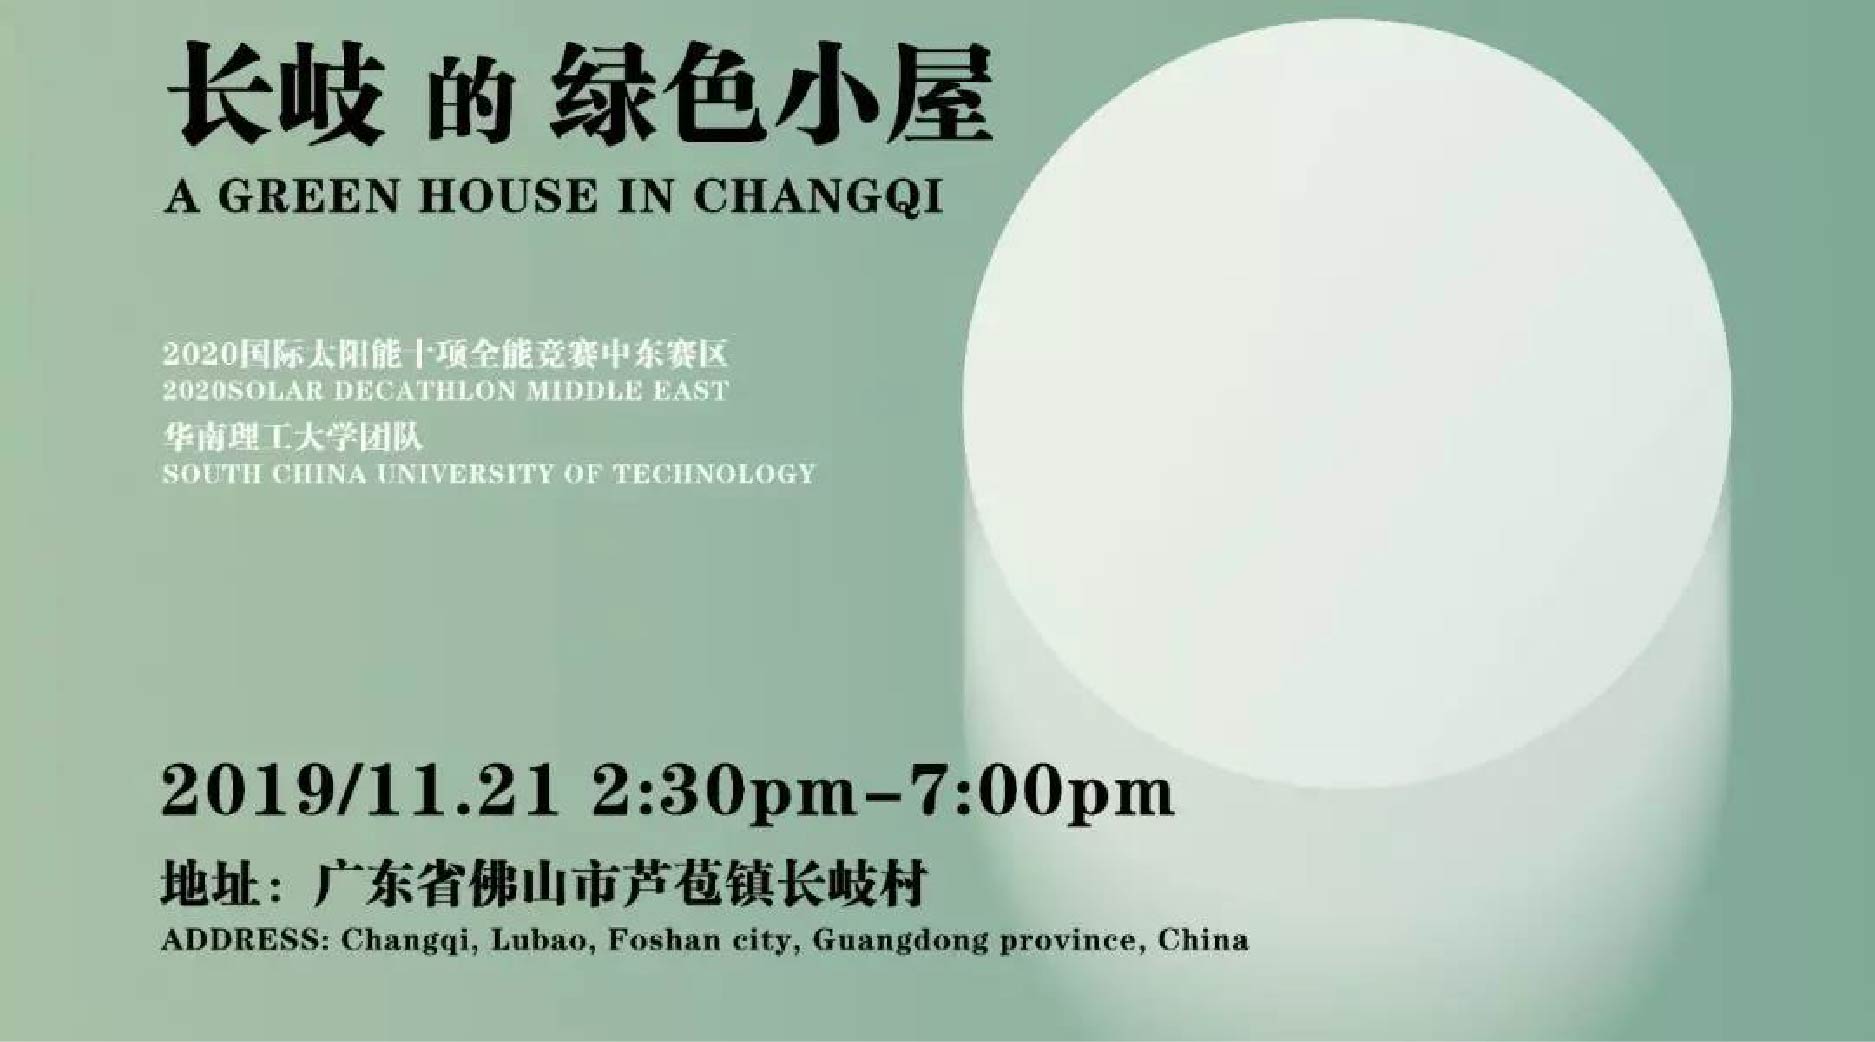 长岐 的 绿色小屋
A GREEN HOUSE IN CHANGQI
2020国际太阳能十项全能竞赛中东赛区
2020SOLAR DECATHLON MIDDLE EAST
华南理工大学团队
SOUTH CHINA UNIVERSITY OF TECHNOLOGY
2019/11.21 2:30pm-7:00pm
地址：广东省佛山市芦苞镇长岐村
ADDRESS: Changqi, Lubao, Foshan city, Guangdong province, China